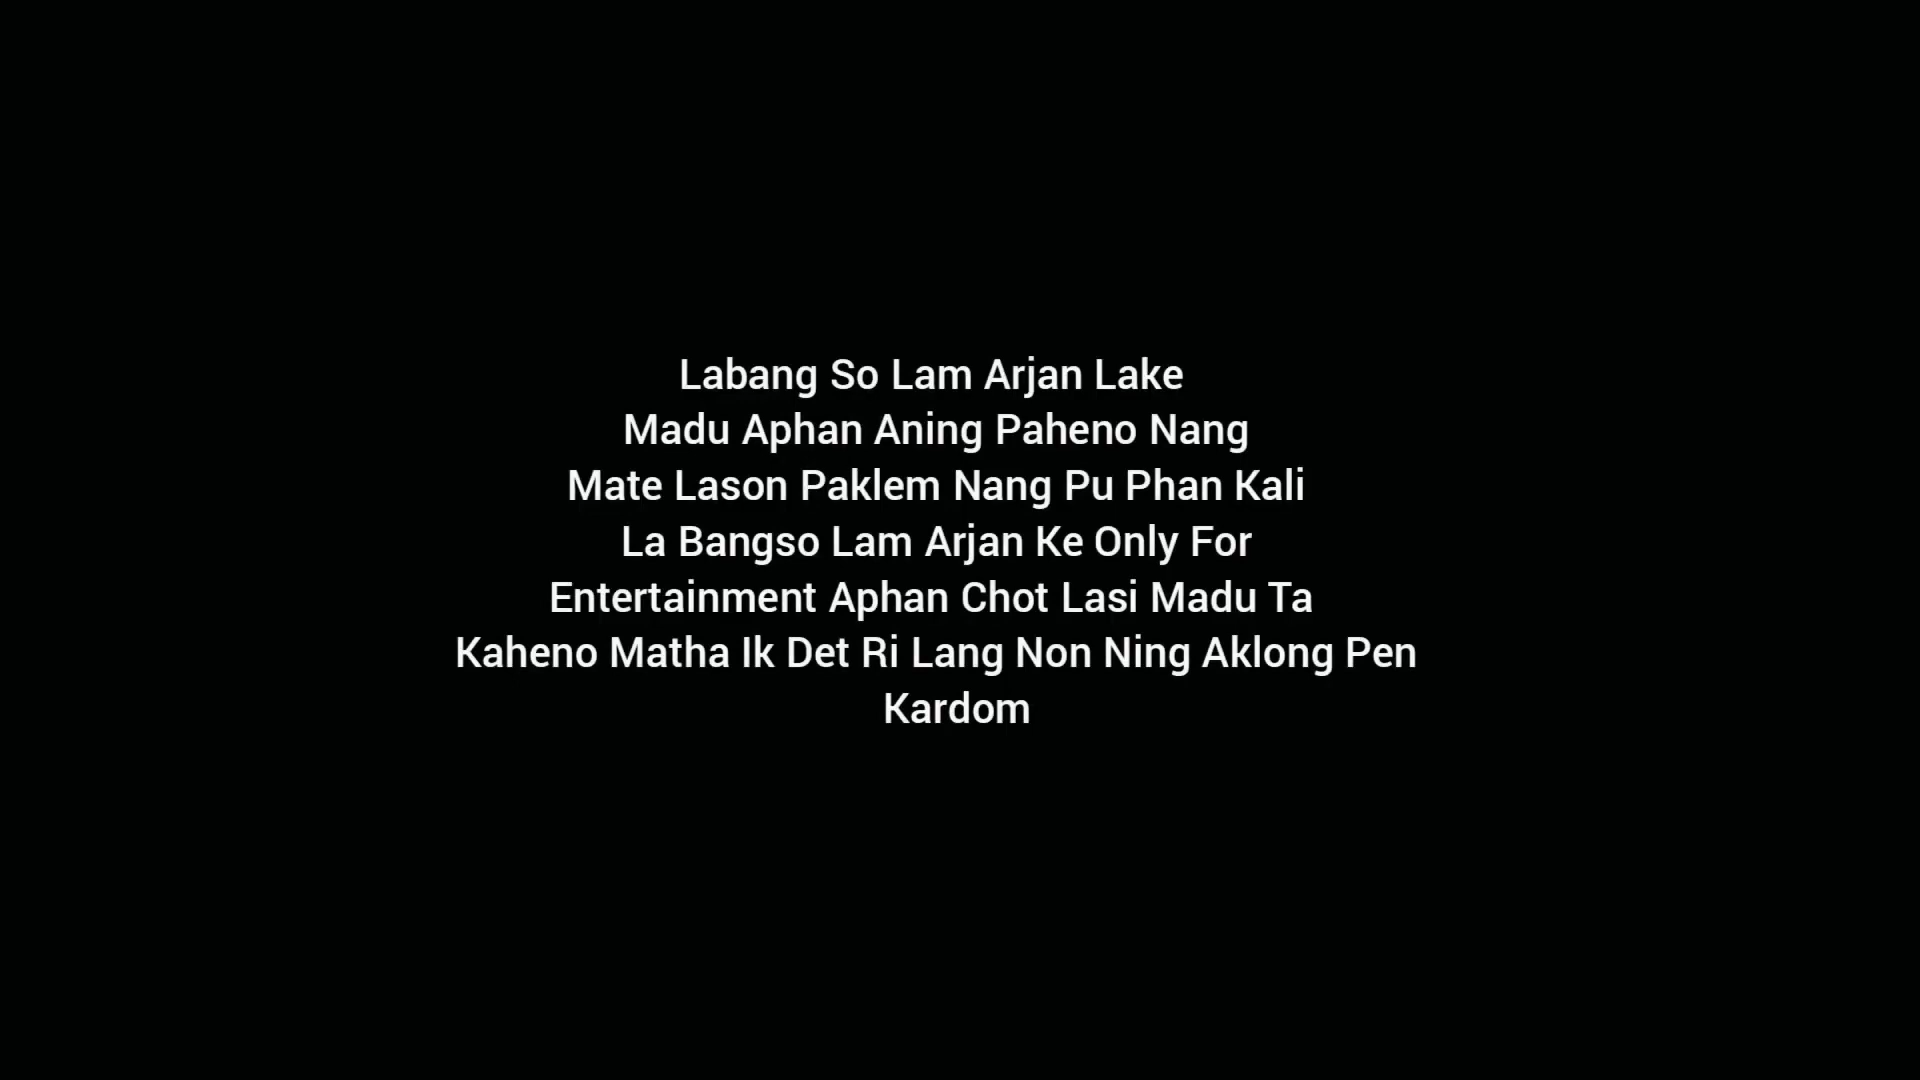 Labang So Lam Arjan Lake
Madu Aphan Aning Paheno Nang
Mate Lason Paklem Nang Pu Phan Kali
La Bangso Lam Arjan Ke Only For
Entertainment Aphan Chot Lasi Madu Ta
Kaheno Matha Ik Det Ri Lang Non Ning Aklong Pen
Kardom